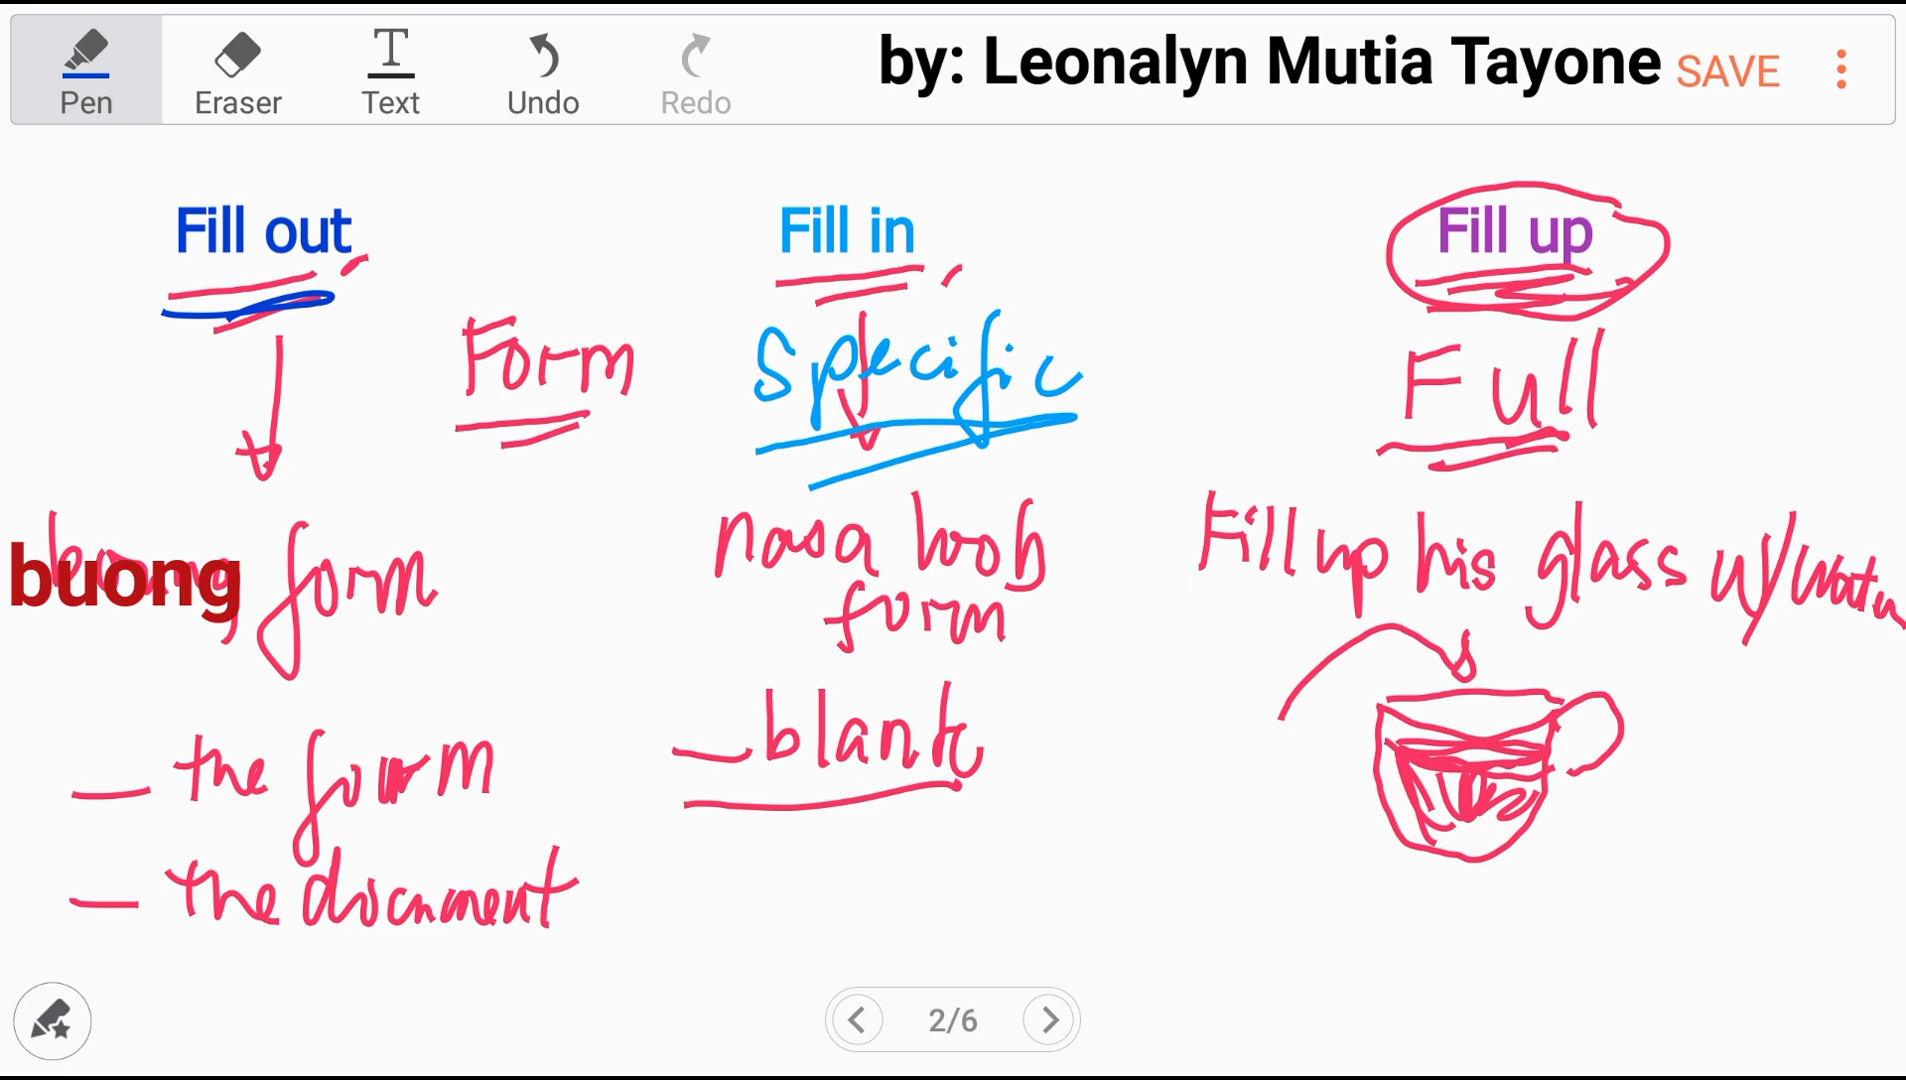 by: Leonalyn Mutia Tayone
SAVE
Pen
Eraser
Text
Undo
Redo
Fill out
Form
buong form
the form
the document
Fill in
Specific
nasa loob
form
blank
Fill up
Full
Fill up his glass w/ water
2/6